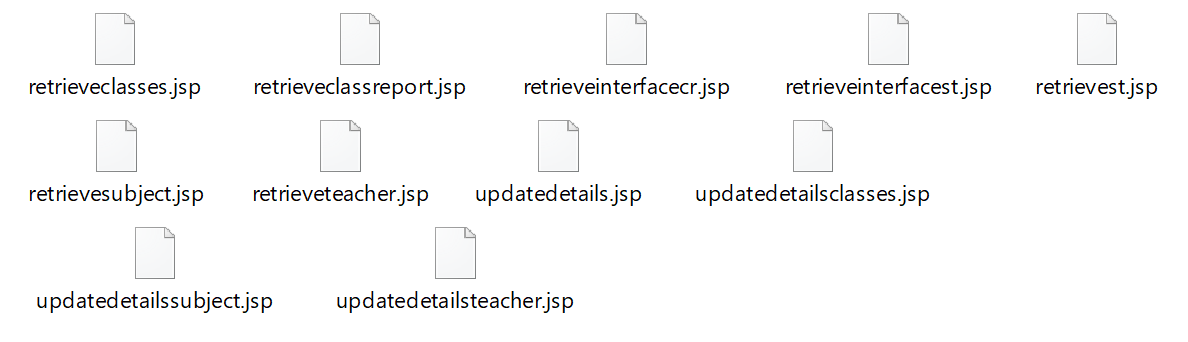 retrieveclasses.jsp retrieveclassreport.jsp retrieveinterfacecr.jsp retrieveinterfacest.jsp retrievest.jsp
retrievesubject.jsp retrieveteacher.jsp updatedetails.jsp updatedetailsclasses.jsp
updatedetailssubject.jsp updatedetailsteacher.jsp